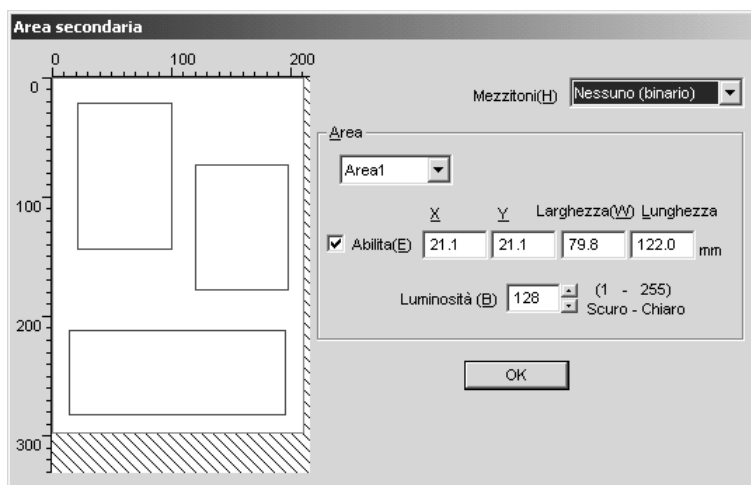 Area secondaria
0 100 200
0
100
200
300
Mezzitoni(H) Nessuno (binario)
Area
Area1
X Y Larghezza(W) Lunghezza
Abilita(E) 21.1 21.1 79.8 122.0 mm
Luminosità (B) 128 (1 - 255)
Scuro - Chiaro
OK